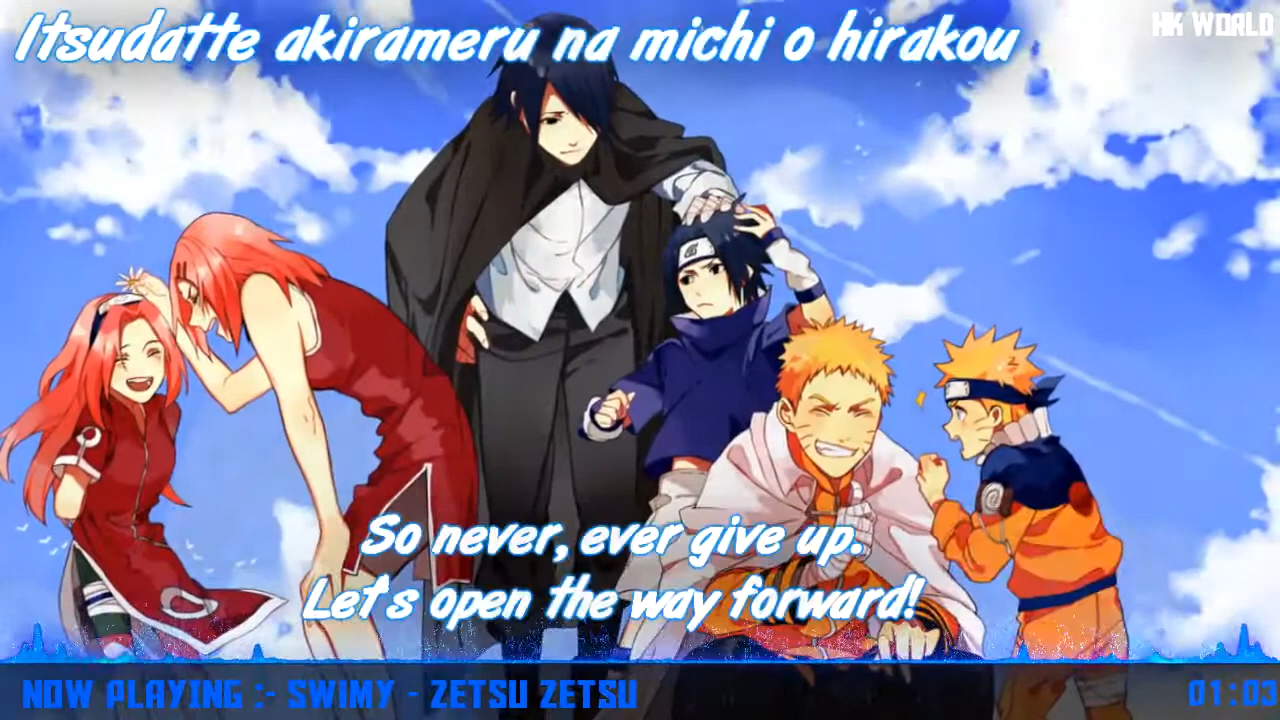 Itsudatte akirameru na michi o hirakou
HK WORLD
So never, ever give up.
Let's open the way forward!
NOW PLAYING :- SWIMY - ZETSU ZETSU
01:03